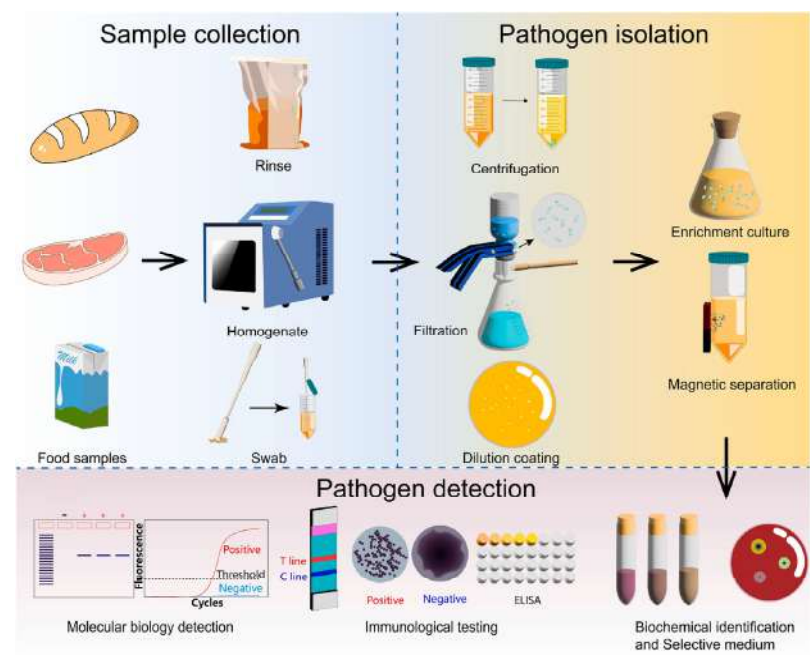 Sample collection
Pathogen isolation
Rinse
Centrifugation
Enrichment culture
Homogenate
Filtration
Magnetic separation
Milk
Food samples
Swab
Dilution coating
Pathogen detection
- + + +
Fluorescence
Positive
Threshold
Negative
Cycles
T line
C line
Positive
Negative
ELISA
Molecular biology detection
Immunological testing
Biochemical identification
and Selective medium